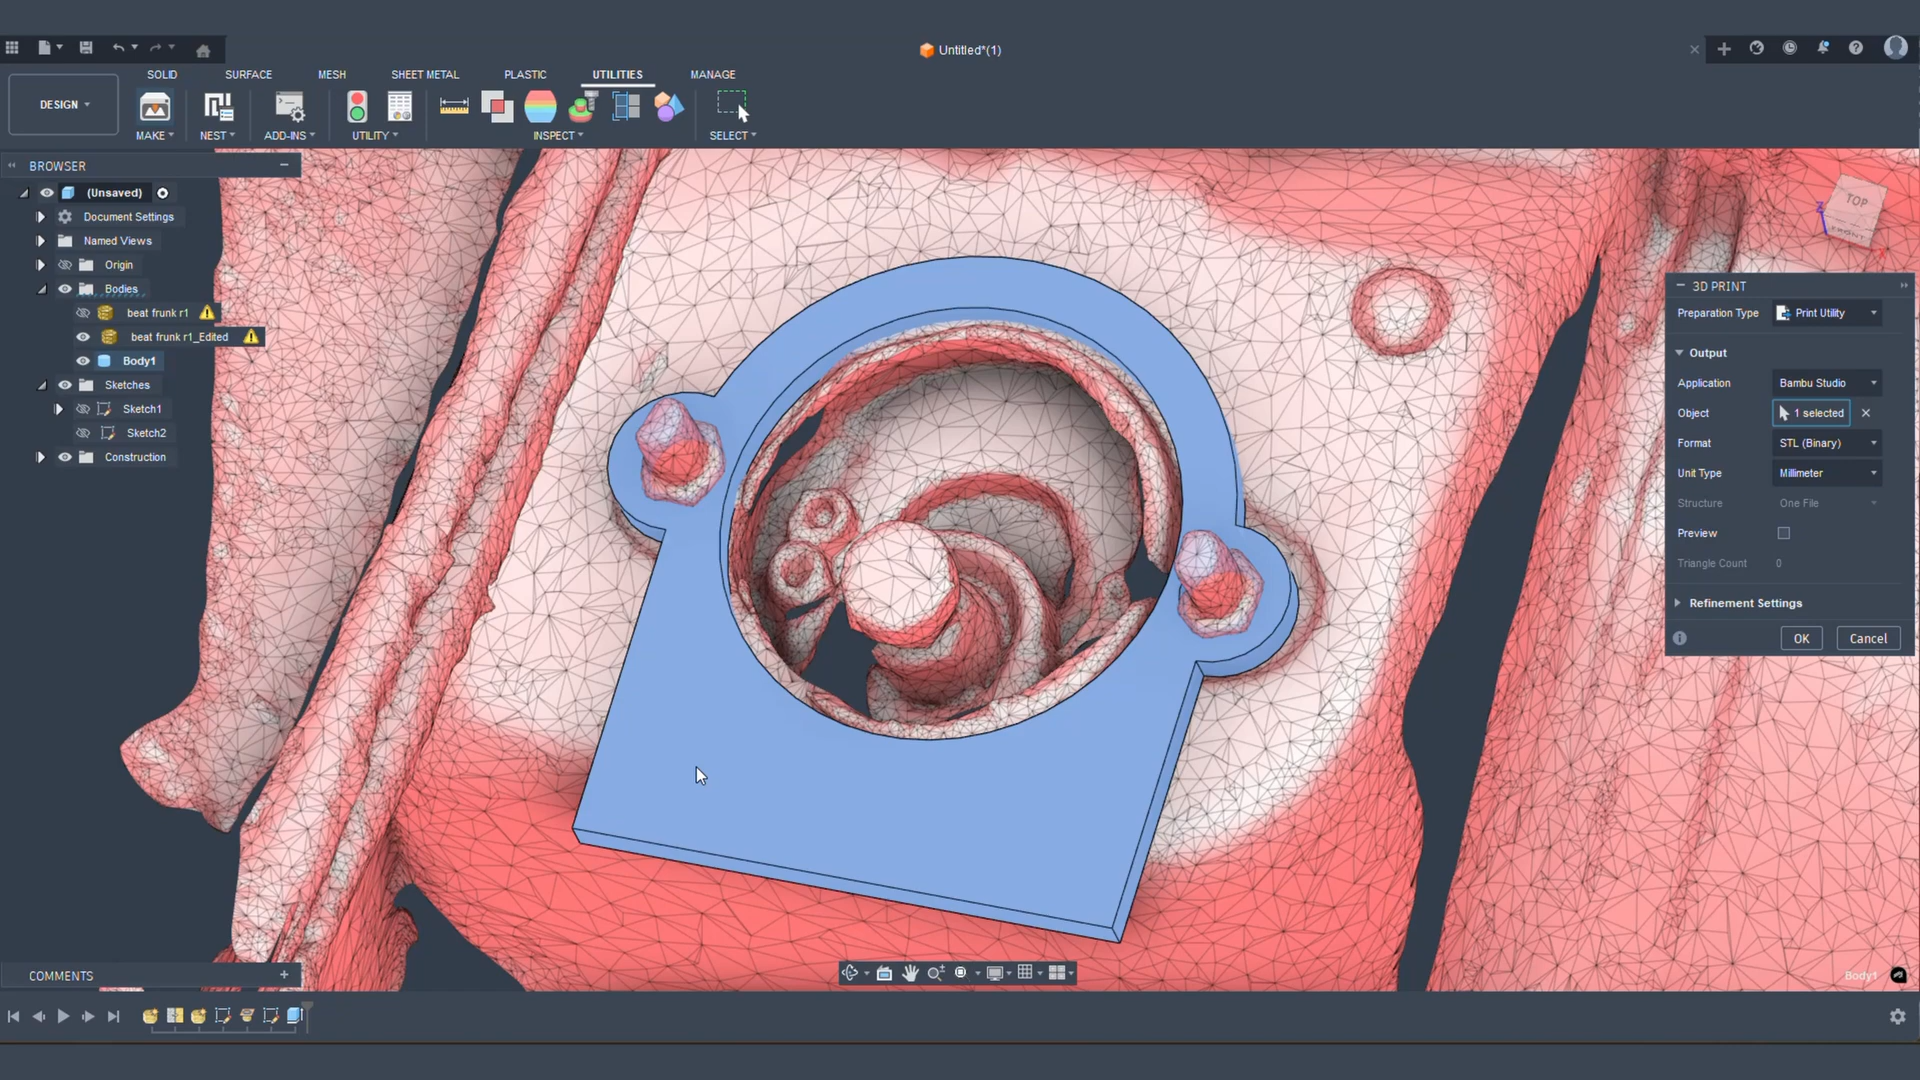 Untitled*(1)
SOLID SURFACE MESH SHEET METAL PLASTIC UTILITIES MANAGE
DESIGN
MAKE NEST ADD-INS UTILITY INSPECT SELECT
BROWSER
(Unsaved)
Document Settings
Named Views
Origin
Bodies
beat frunk r1
beat frunk r1_Edited
Body1
Sketches
Sketch1
Sketch2
Construction
TOP
FRONT
Z
X
3D PRINT
Preparation Type Print Utility
Output
Application Bambu Studio
Object 1 selected
Format STL (Binary)
Unit Type Millimeter
Structure One File
Preview
Triangle Count 0
Refinement Settings
OK Cancel
COMMENTS
Body1